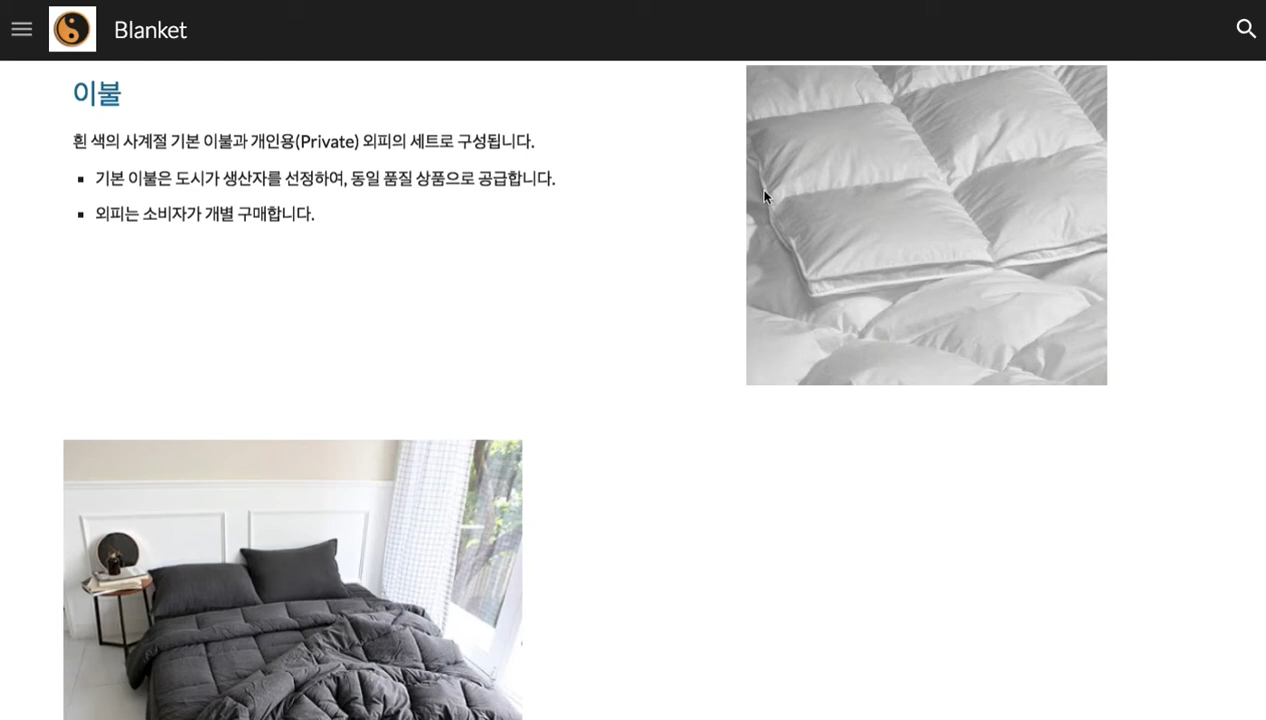 Blanket
이불
흰 색의 사계절 기본 이불과 개인용(Private) 외피의 세트로 구성됩니다.
기본 이불은 도시가 생산자를 선정하여, 동일 품질 상품으로 공급합니다.
외피는 소비자가 개별 구매합니다.